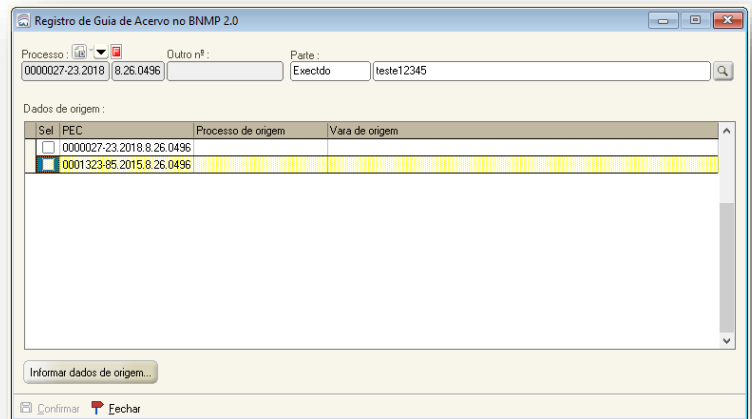 Registro de Guia de Acervo no BNMP 2.0
Processo : Outro nº : Parte :
0000027-23.2018 8.26.0496 Exectdo teste12345
Dados de origem :
Sel PEC Processo de origem Vara de origem
0000027-23.2018.8.26.0496
0001323-85.2015.8.26.0496
Informar dados de origem...
Confirmar Fechar